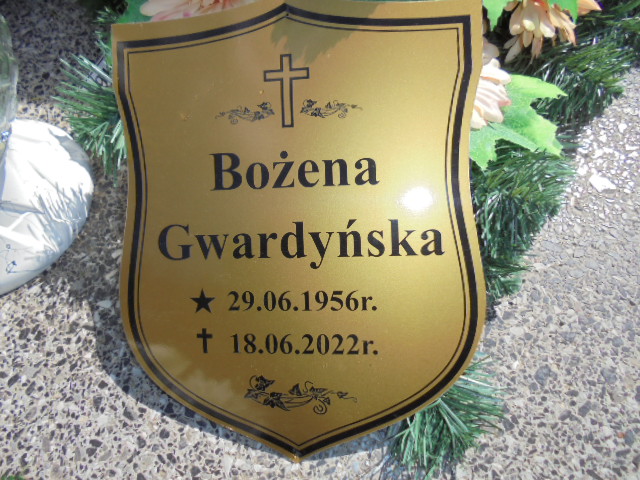 Bożena
Gwardyńska
★ 29.06.1956r.
✝ 18.06.2022r.